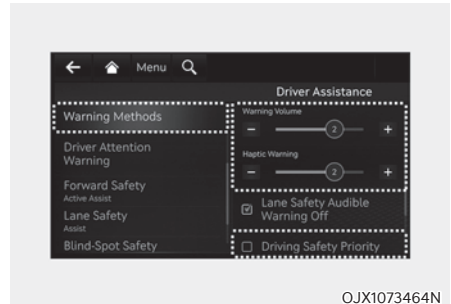 Menu
Driver Assistance
Warning Methods
Driver Attention
Warning
Forward Safety
Active Assist
Lane Safety
Assist
Blind-Spot Safety
Warning Volume
- 2 +
Haptic Warning
- 2 +
Lane Safety Audible
Warning Off
Driving Safety Priority
OJX1073464N